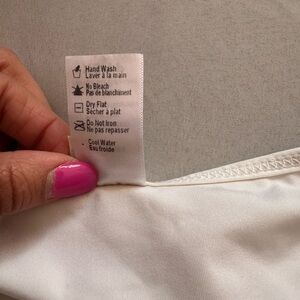 Hand Wash
Laver à la main
No Bleach
Pas de blanchiment
Dry Flat
Sécher à plat
Do Not Iron
Ne pas repasser
Cool Water
Eau froide